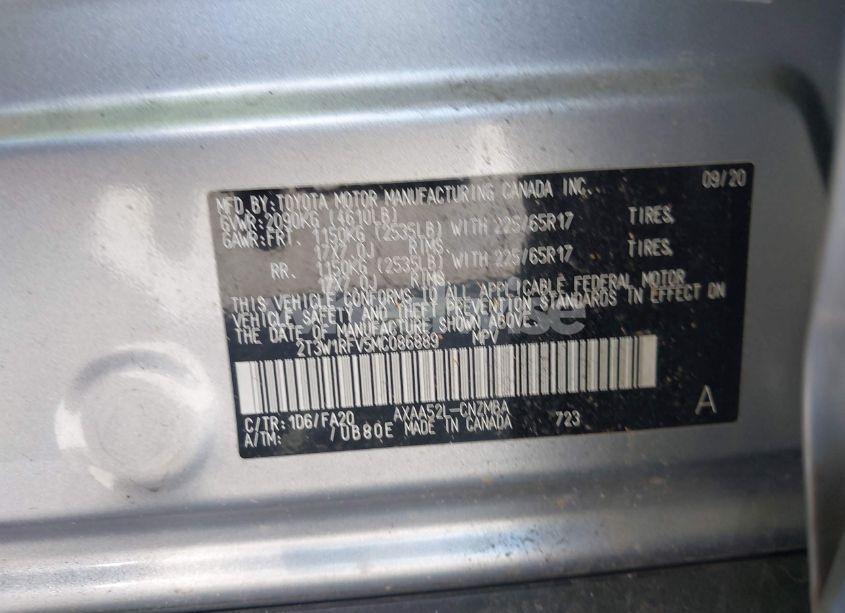 MFD.BY:TOYOTA MOTOR MANUFACTURING CANADA INC. 09/20
GVWR:2090KG (4610LB)
GAWR:FRT. 1150KG (2535LB) WITH 225/65R17 TIRES,
17X7.0J RIMS,
RR. 1150KG (2535LB) WITH 225/65R17 TIRES,
17X7.0J RIMS
THIS VEHICLE CONFORMS TO ALL APPLICABLE FEDERAL MOTOR
VEHICLE SAFETY AND THEFT PREVENTION STANDARDS IN EFFECT ON
THE DATE OF MANUFACTURE SHOWN ABOVE.
2T3W1RFV5MC086889 MPV
C/TR:1D6/FA20 AXAA52L-CNZMBA A
A/TM: /UB80E MADE IN CANADA 723